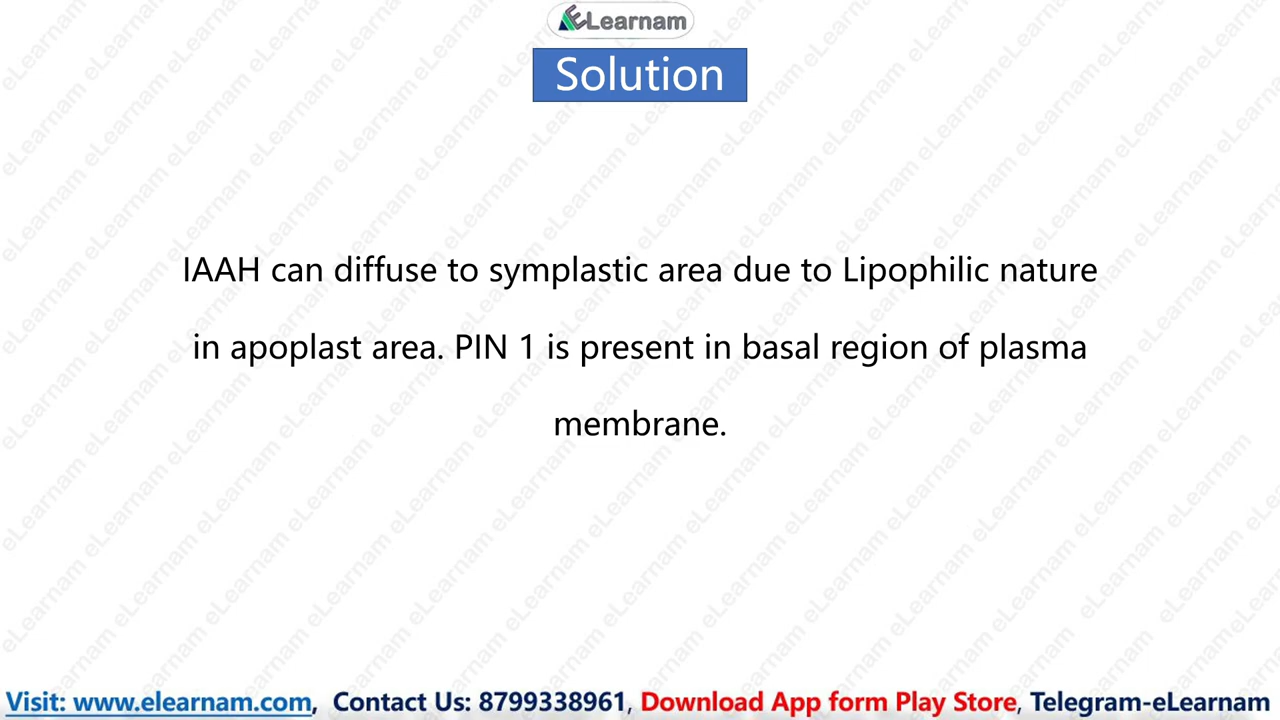 ELearnam
Solution
IAAH can diffuse to symplastic area due to Lipophilic nature
in apoplast area. PIN 1 is present in basal region of plasma
membrane.
Visit: www.elearnam.com, Contact Us: 8799338961, Download App form Play Store, Telegram-eLearnam